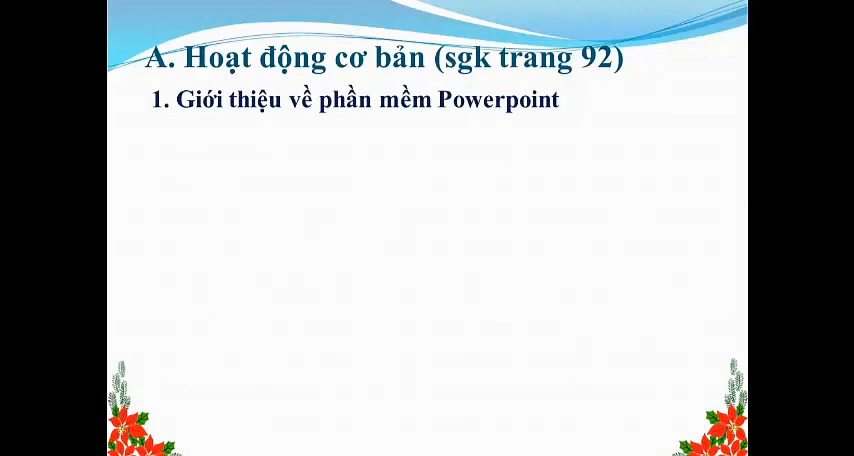 A. Hoạt động cơ bản (sgk trang 92)
1. Giới thiệu về phần mềm Powerpoint